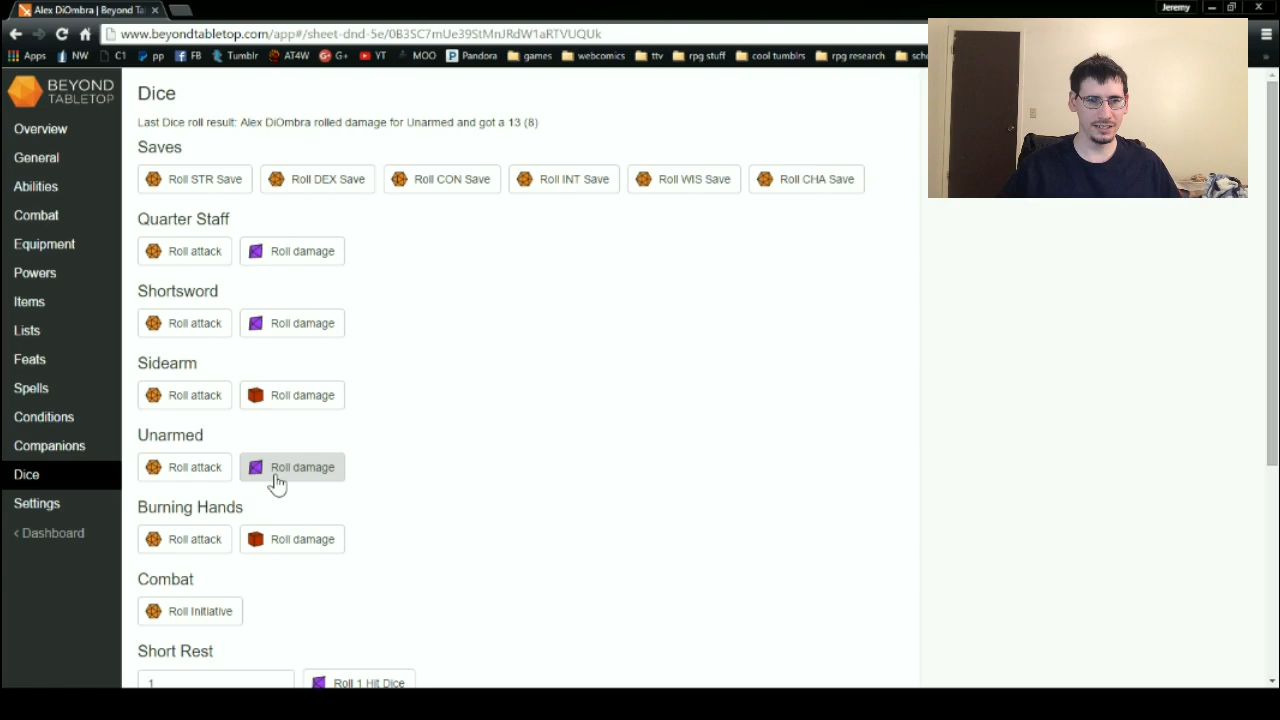 Alex DiOmbra | Beyond Ta
Jeremy
www.beyondtabletop.com/app#/sheet-dnd-5e/0B3SC7mUe39StMnJRdW1aRTVUQUk
Apps NW C1 pp FB Tumblr AT4W G+ YT MOO Pandora games webcomics ttv rpg stuff cool tumblrs rpg research sch
BEYOND
TABLETOP
Overview
General
Abilities
Combat
Equipment
Powers
Items
Lists
Feats
Spells
Conditions
Companions
Dice
Settings
< Dashboard
Dice
Last Dice roll result: Alex DiOmbra rolled damage for Unarmed and got a 13 (8)
Saves
Roll STR Save Roll DEX Save Roll CON Save Roll INT Save Roll WIS Save Roll CHA Save
Quarter Staff
Roll attack Roll damage
Shortsword
Roll attack Roll damage
Sidearm
Roll attack Roll damage
Unarmed
Roll attack Roll damage
Burning Hands
Roll attack Roll damage
Combat
Roll Initiative
Short Rest
1 Roll 1 Hit Dice